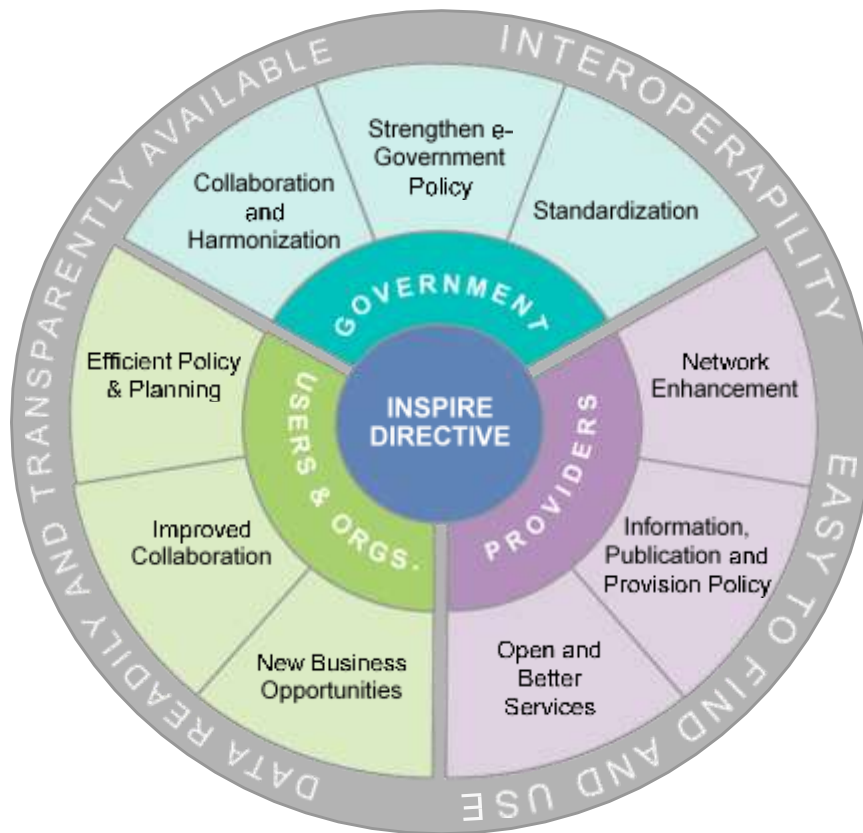 DATA READILY AND TRANSPARENTLY AVAILABLE
INTEROPERAPILITY
EASY TO FIND AND USE
Collaboration
and
Harmonization
Strengthen e-
Government
Policy
Standardization
GOVERNMENT
Efficient Policy
& Planning
Improved
Collaboration
New Business
Opportunities
USERS & ORGS.
INSPIRE
DIRECTIVE
PROVIDERS
Network
Enhancement
Information,
Publication and
Provision Policy
Open and
Better
Services